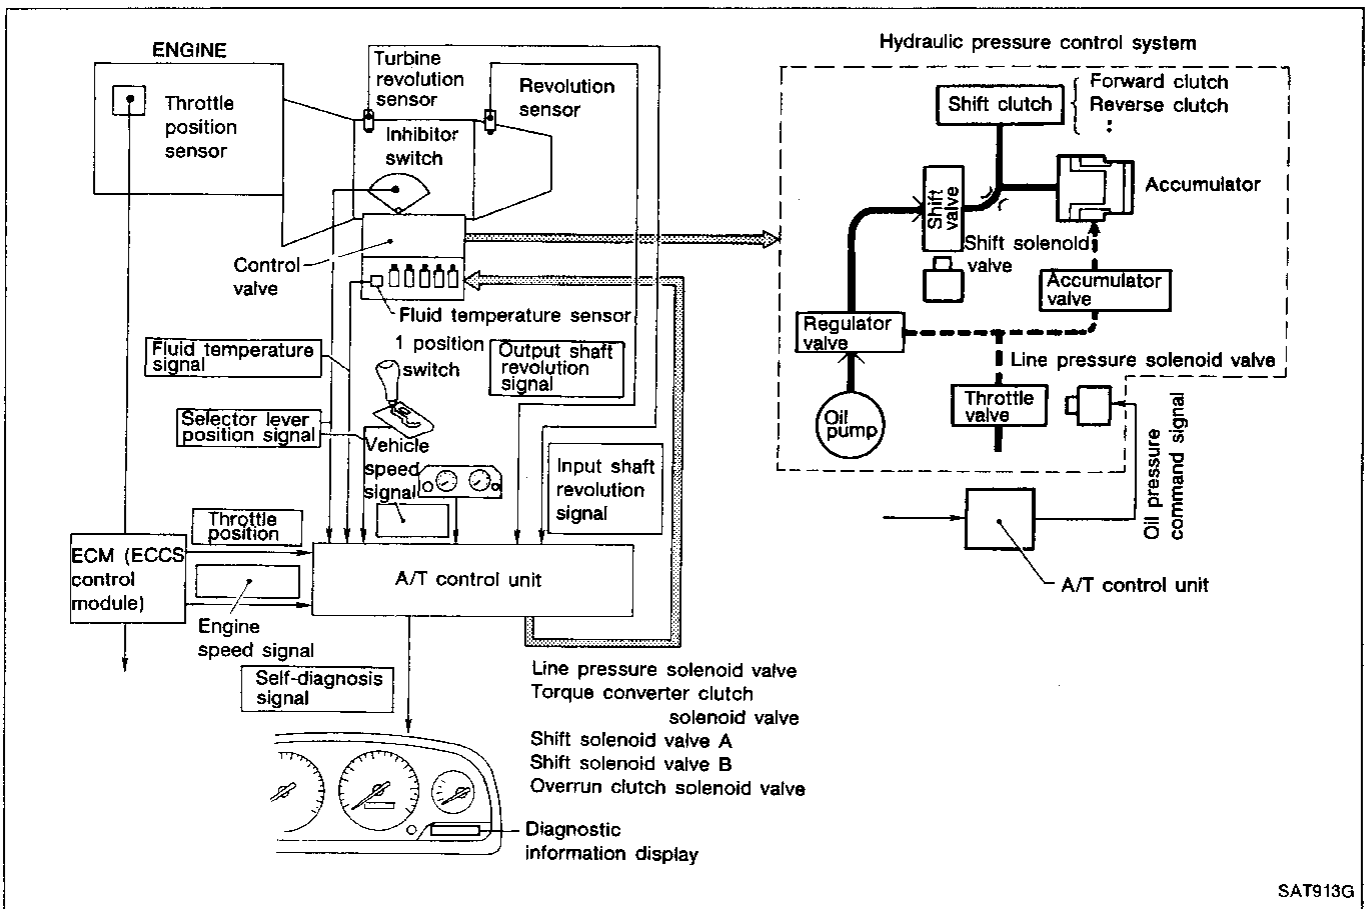 ENGINE
Throttle
position
sensor
Turbine
revolution
sensor
Revolution
sensor
Inhibitor
switch
Control
valve
Fluid temperature sensor
1 position
switch
Fluid temperature
signal
Output shaft
revolution
signal
Selector lever
position signal
Vehicle
speed
signal
Input shaft
revolution
signal
Throttle
position
ECM (ECCS
control
module)
A/T control unit
Engine
speed signal
Self-diagnosis
signal
Line pressure solenoid valve
Torque converter clutch
solenoid valve
Shift solenoid valve A
Shift solenoid valve B
Overrun clutch solenoid valve
Diagnostic
information display
Hydraulic pressure control system
Shift clutch
Forward clutch
Reverse clutch
:
Shift
valve
Accumulator
Shift solenoid
valve
Accumulator
valve
Regulator
valve
Line pressure solenoid valve
Throttle
valve
Oil
pump
Oil pressure
command signal
A/T control unit
SAT913G